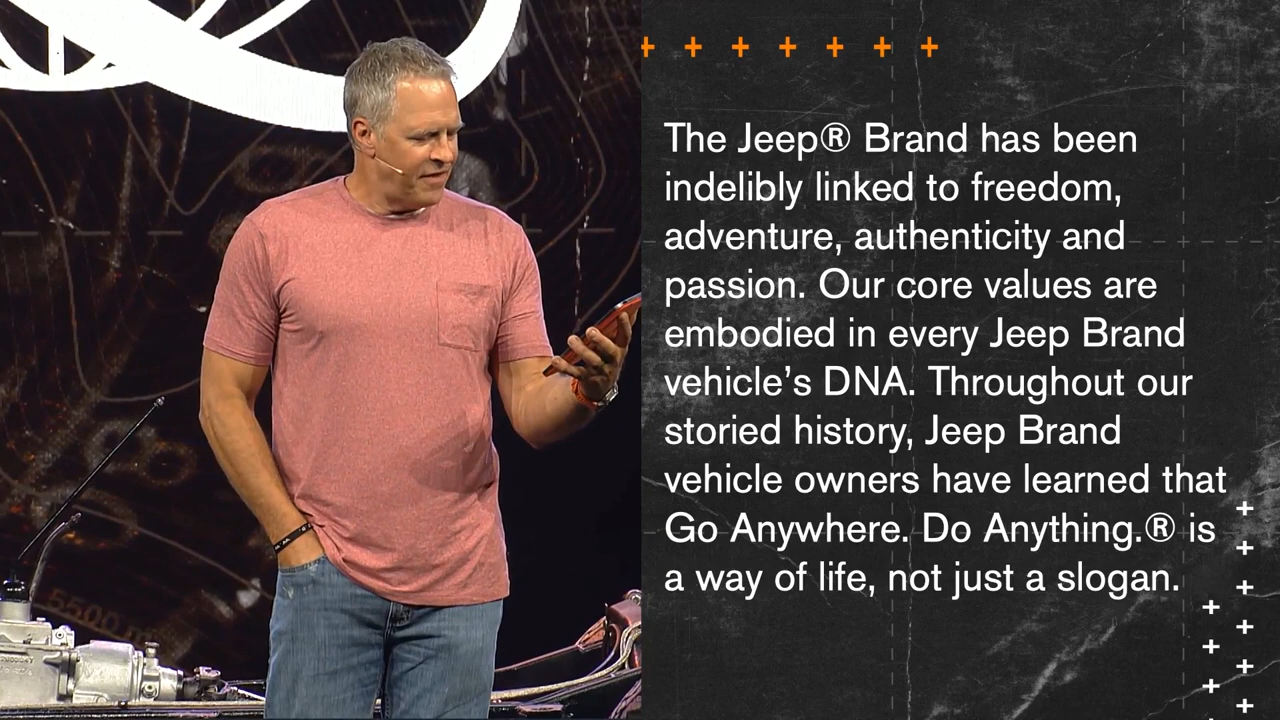 The Jeep® Brand has been
indelibly linked to freedom,
adventure, authenticity and
passion. Our core values are
embodied in every Jeep Brand
vehicle’s DNA. Throughout our
storied history, Jeep Brand
vehicle owners have learned that
Go Anywhere. Do Anything.® is
a way of life, not just a slogan.
5500 m